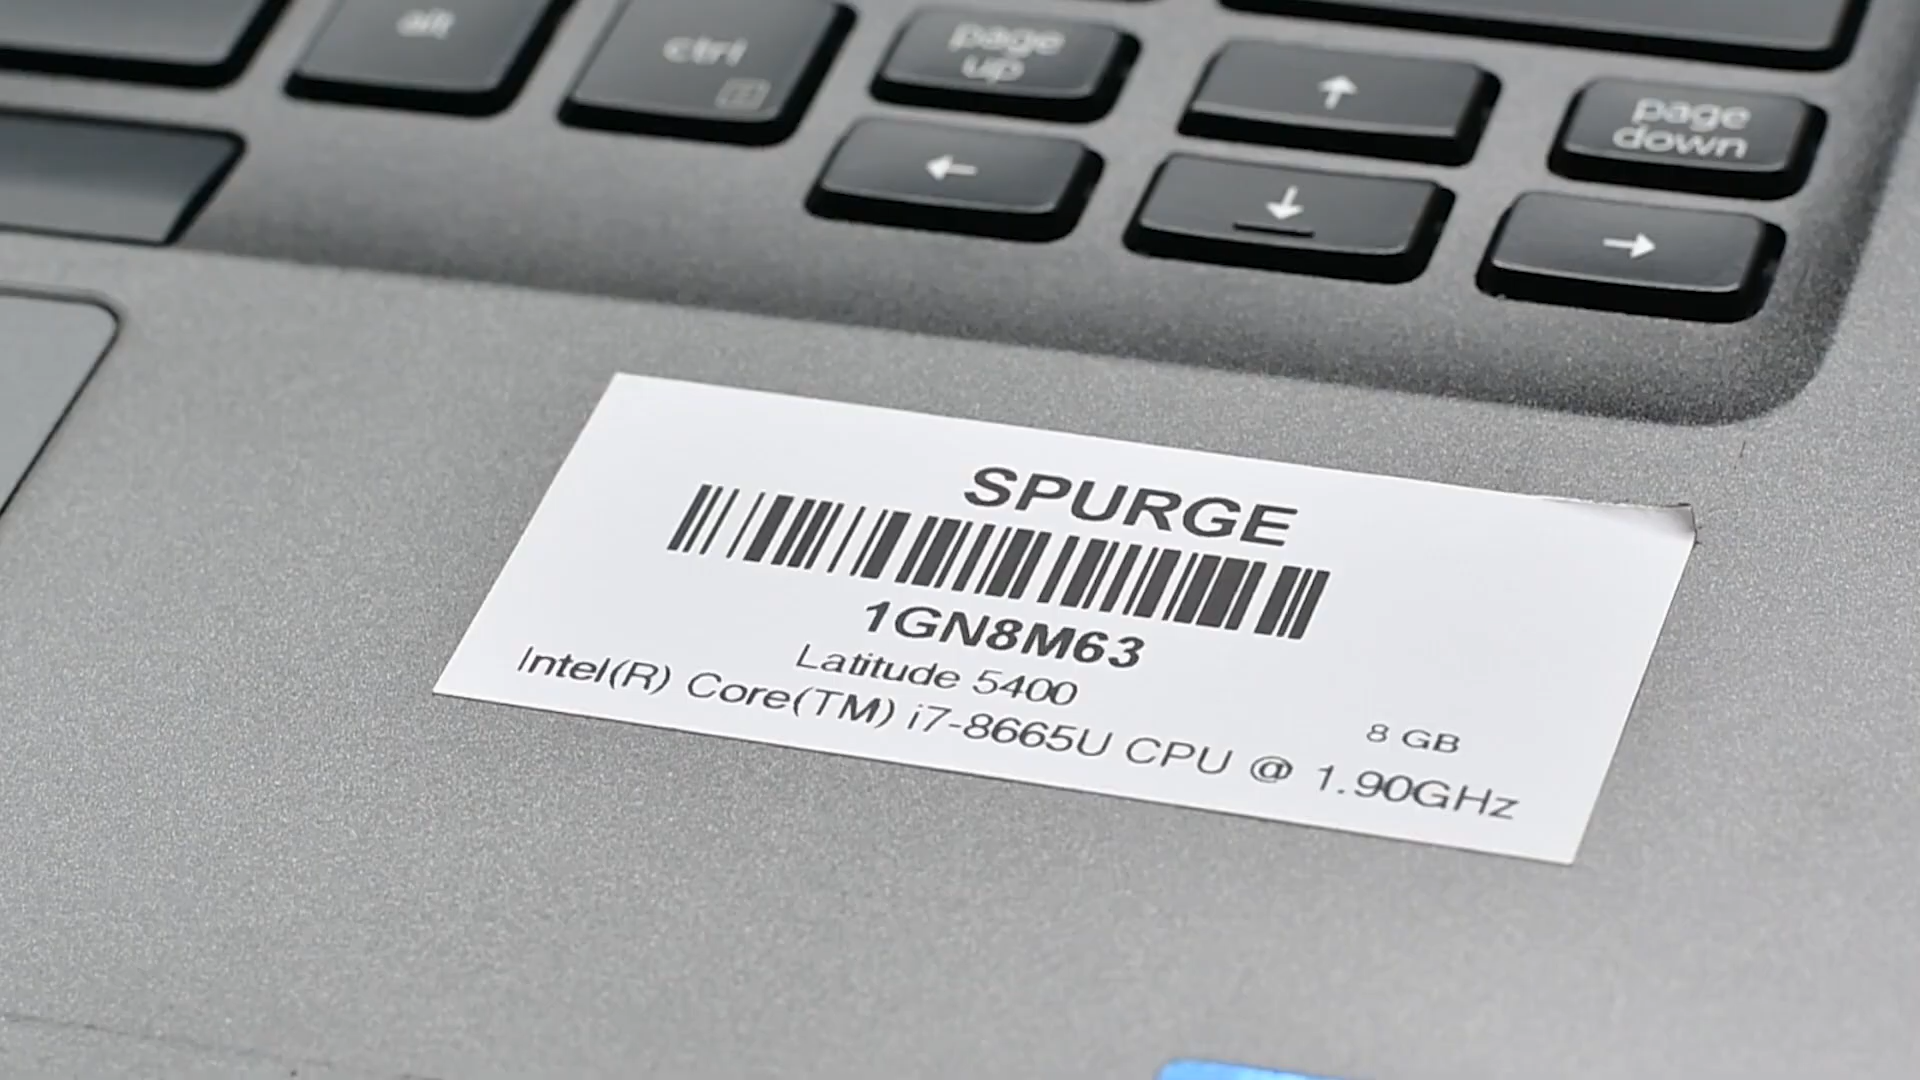 alt
ctrl
page
up
↑
page
down
←
↓
→
SPURGE
1GN8M63
Latitude 5400
8 GB
Intel(R) Core(TM) i7-8665U CPU @ 1.90GHz